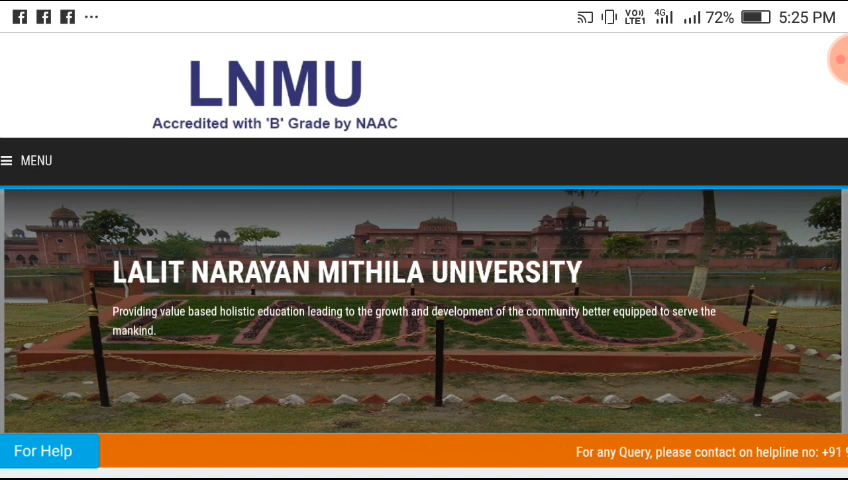 72% 5:25 PM
LNMU
Accredited with 'B' Grade by NAAC
MENU
LALIT NARAYAN MITHILA UNIVERSITY
Providing value based holistic education leading to the growth and development of the community better equipped to serve the
mankind.
LNMU
For Help
For any Query, please contact on helpline no: +91 9